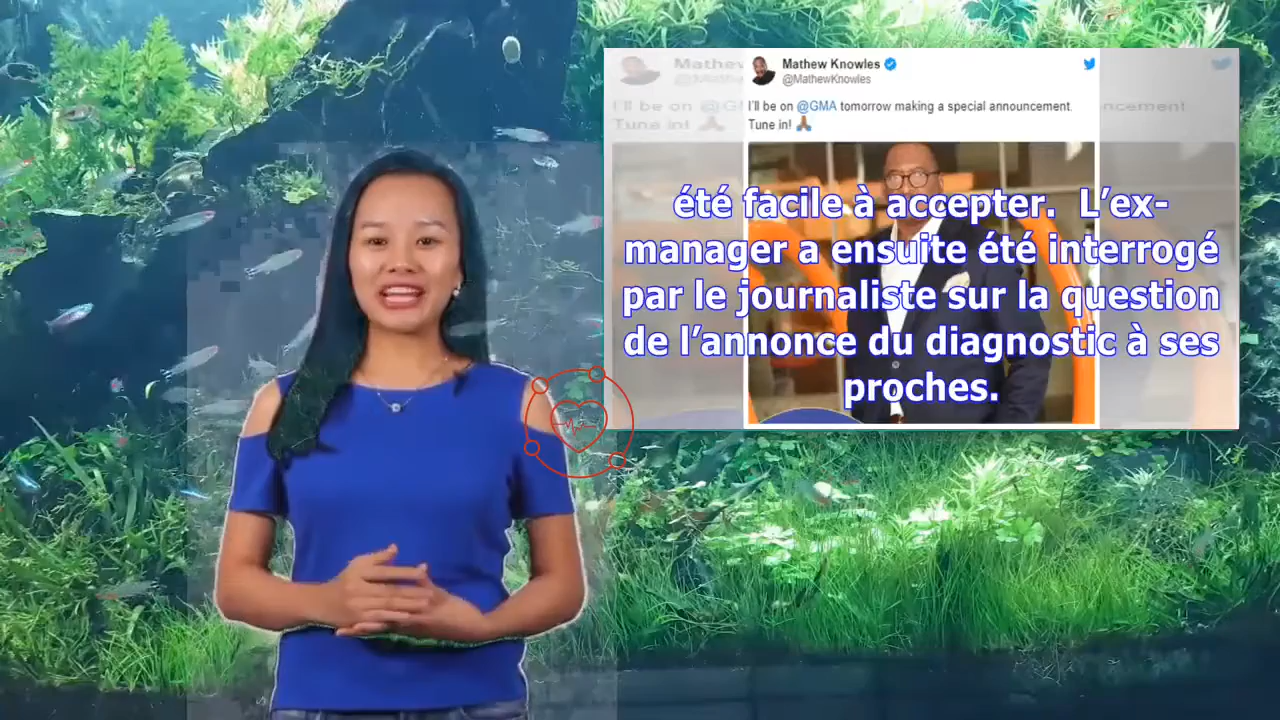 Mathew Knowles
@MathewKnowles
I'll be on @GMA tomorrow making a special announcement.
Tune in! 🙏
été facile à accepter. L'ex-
manager a ensuite été interrogé
par le journaliste sur la question
de l'annonce du diagnostic à ses
proches.